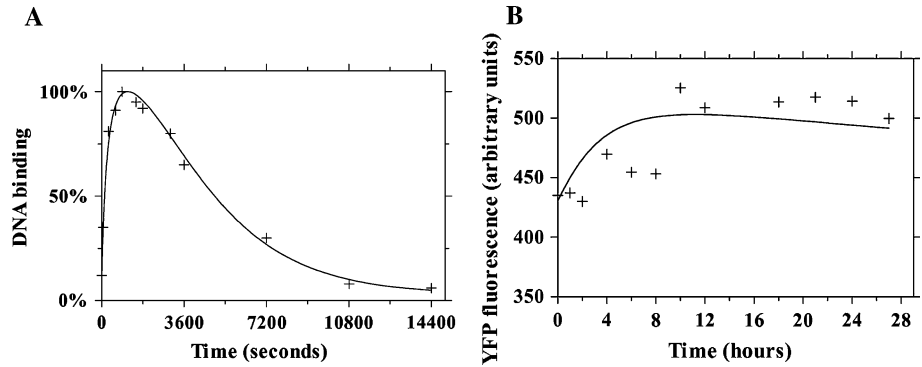 A
DNA binding
100%
50%
0%
0 3600 7200 10800 14400
Time (seconds)
B
YFP fluorescence (arbitrary units)
550
500
450
400
350
0 4 8 12 16 20 24 28
Time (hours)